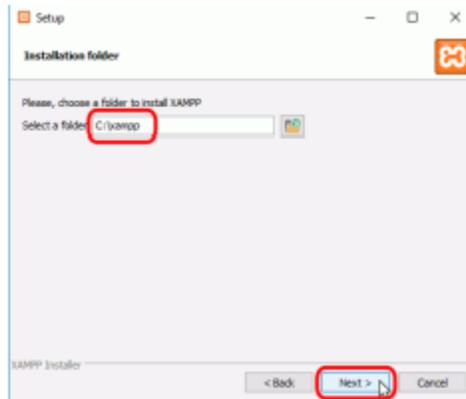 Setup
Installation folder
Please, choose a folder to install XAMPP
Select a folder C:\xampp
XAMPP Installer
< Back Next > Cancel